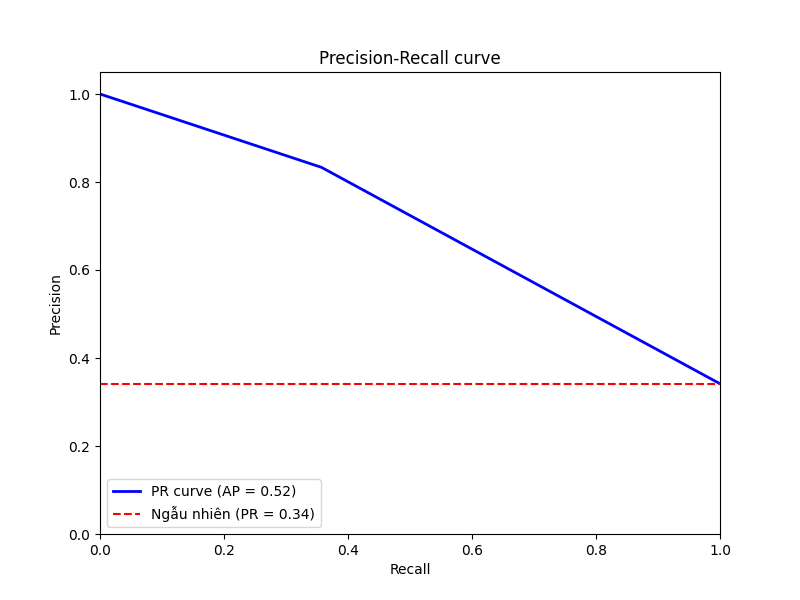 Precision-Recall curve
Precision
1.0
0.8
0.6
0.4
0.2
0.0
PR curve (AP = 0.52)
Ngẫu nhiên (PR = 0.34)
0.0 0.2 0.4 0.6 0.8 1.0
Recall